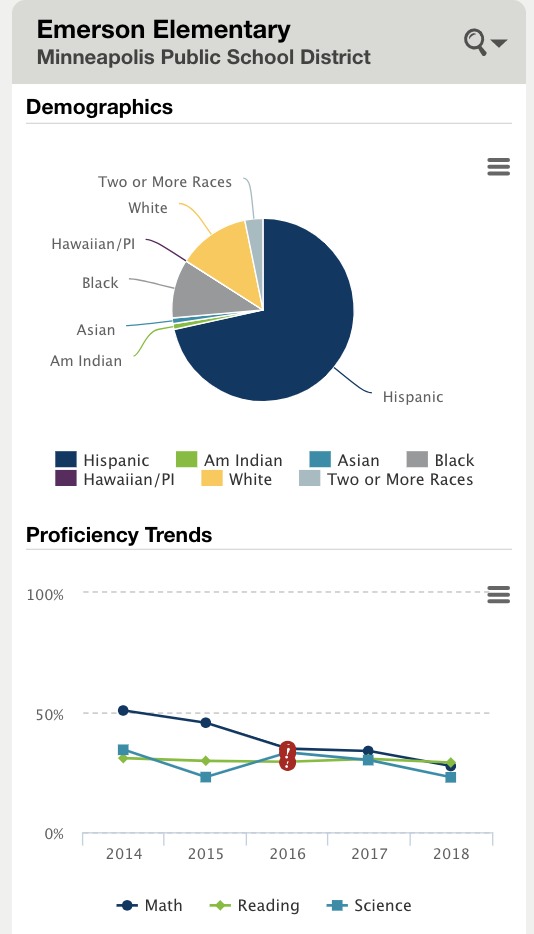 Emerson Elementary
Minneapolis Public School District
Demographics
Two or More Races
White
Hawaiian/PI
Black
Asian
Am Indian
Hispanic
Hispanic Am Indian Asian Black
Hawaiian/PI White Two or More Races
Proficiency Trends
100%
50%
! 
!
0%
2014 2015 2016 2017 2018
Math Reading Science